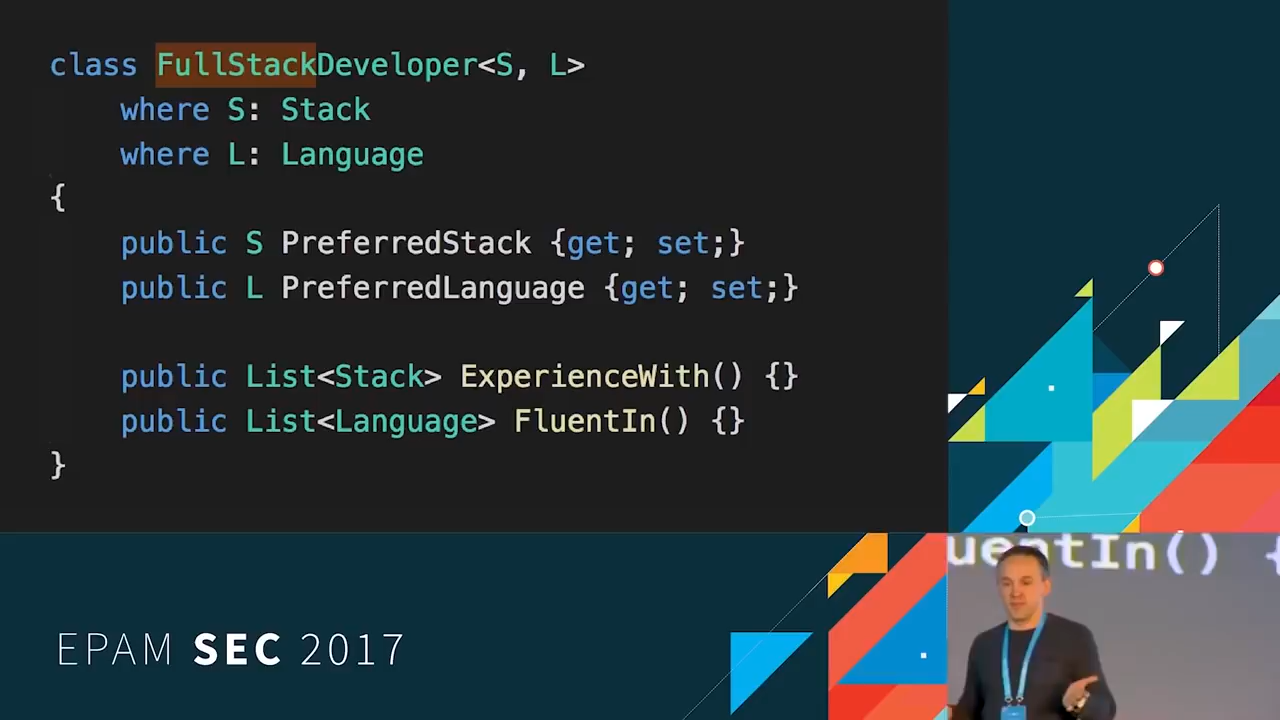 class FullStackDeveloper<S, L>
where S: Stack
where L: Language
{
public S PreferredStack {get; set;}
public L PreferredLanguage {get; set;}
public List<Stack> ExperienceWith() {}
public List<Language> FluentIn() {}
}
EPAM SEC 2017
uentIn() {